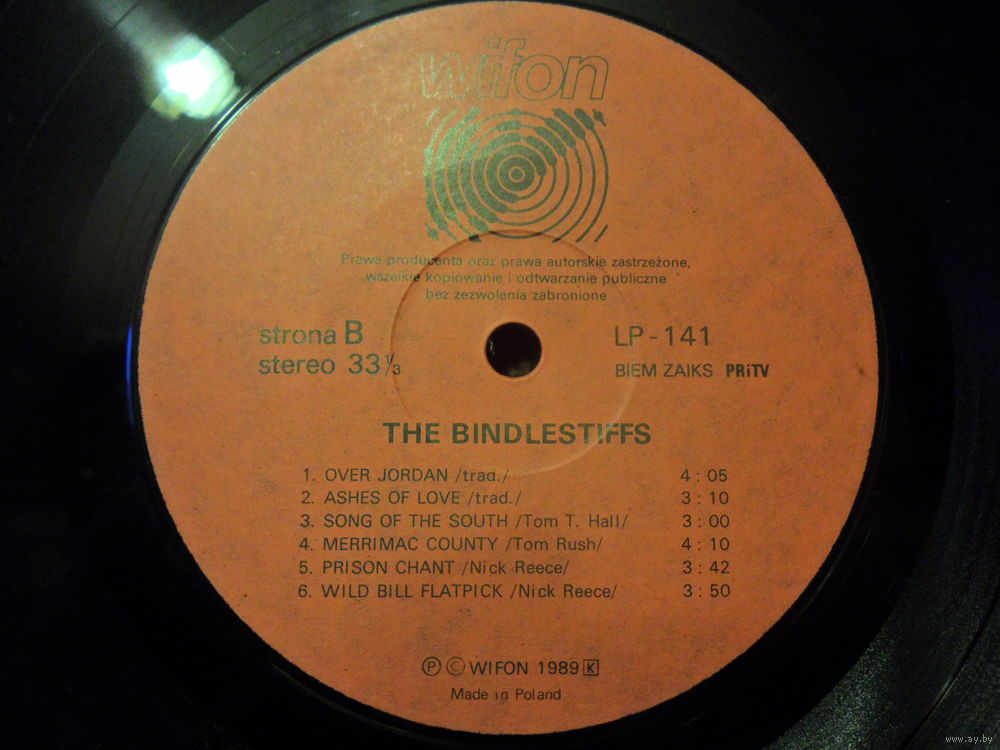 wifon
Prawa producenta oraz prawa autorskie zastrzeżone,
wszelkie kopiowanie i odtwarzanie publiczne
bez zezwolenia zabronione
strona B
LP-141
stereo 33⅓
BIEM ZAIKS PRiTV
THE BINDLESTIFFS
1. OVER JORDAN /trad./ 4:05
2. ASHES OF LOVE /trad./ 3:10
3. SONG OF THE SOUTH /Tom T. Hall/ 3:00
4. MERRIMAC COUNTY /Tom Rush/ 4:10
5. PRISON CHANT /Nick Reece/ 3:42
6. WILD BILL FLATPICK /Nick Reece/ 3:50
Ⓟ © WIFON 1989 K
Made in Poland
www.ay.by